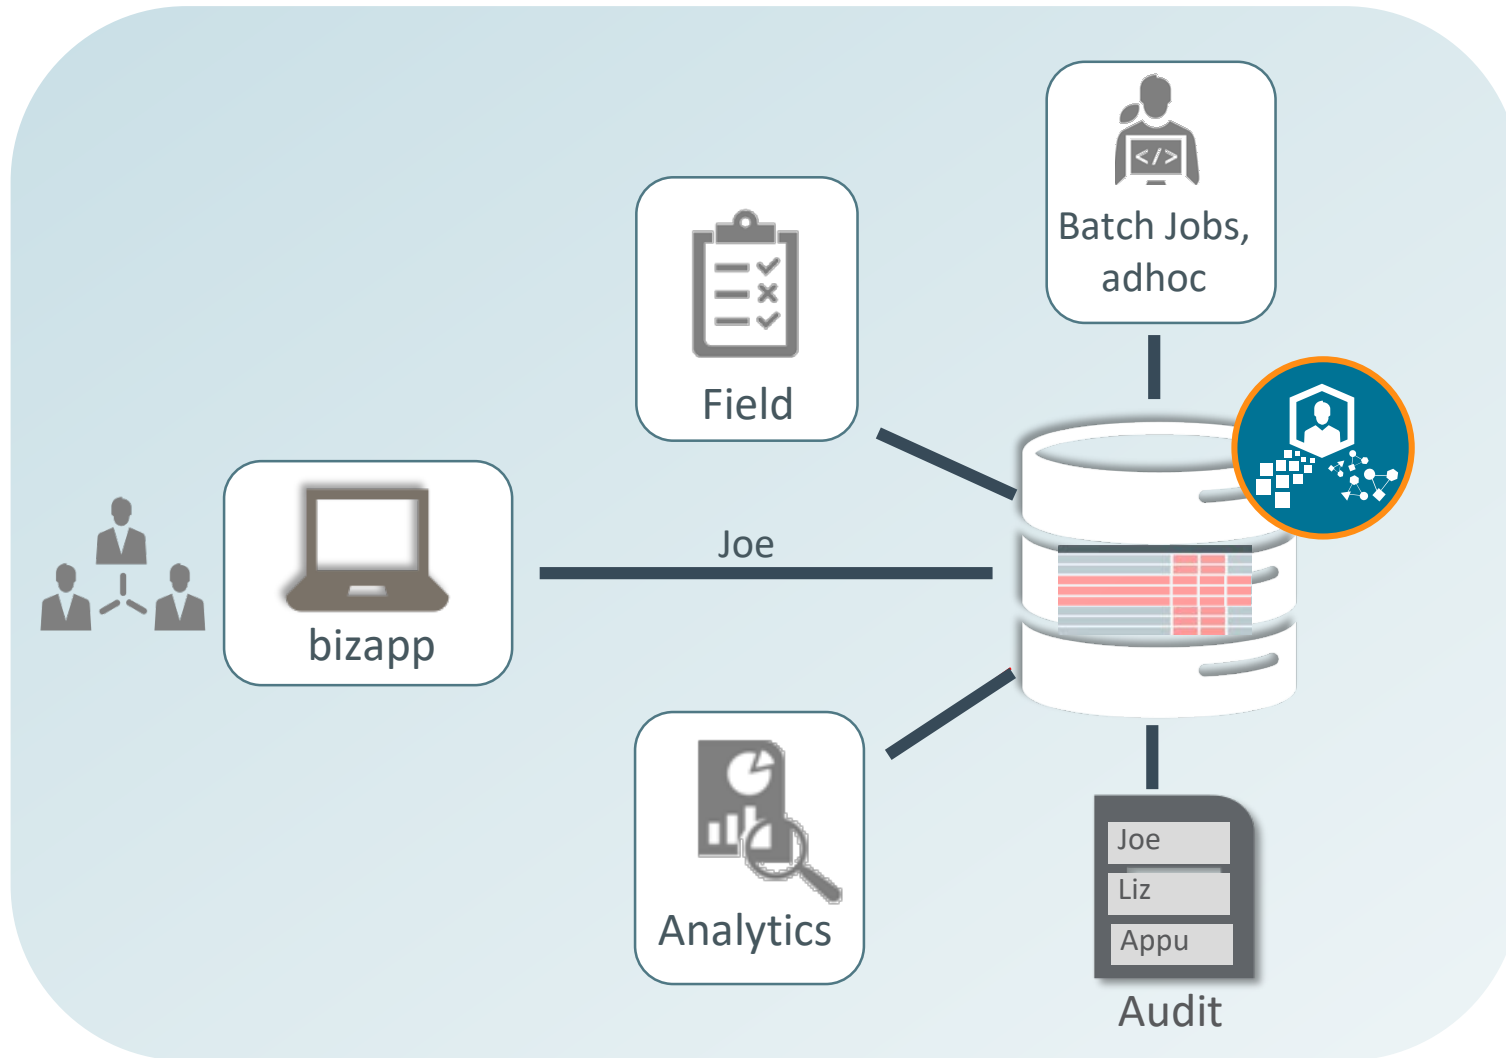 </>
Batch Jobs,
adhoc
Field
Joe
bizapp
Analytics
Joe
Liz
Appu
Audit